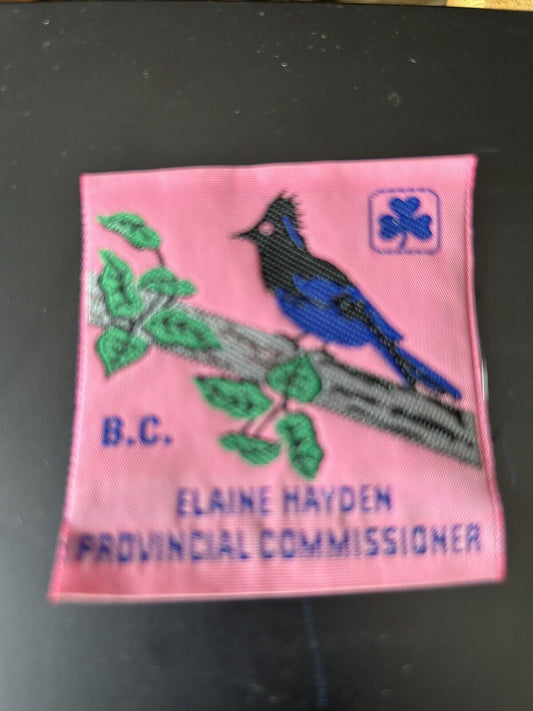 B.C.
ELAINE HAYDEN
PROVINCIAL COMMISSIONER